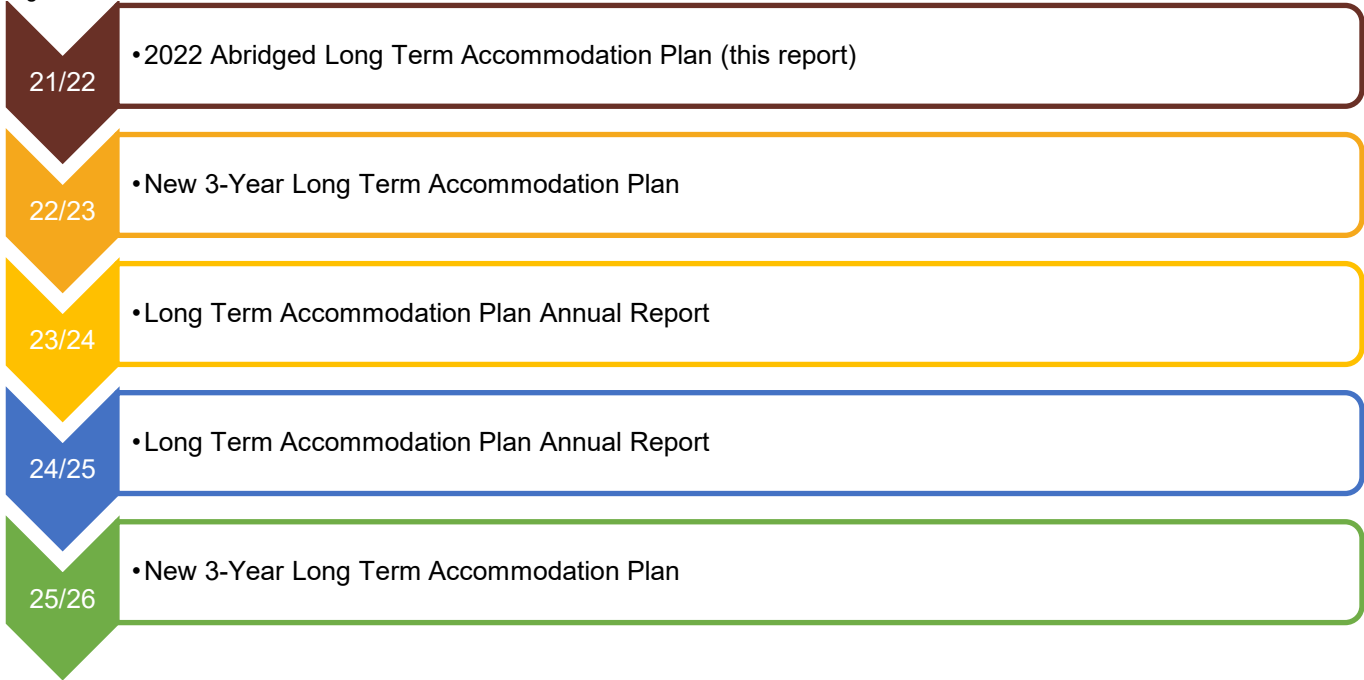 21/22
•2022 Abridged Long Term Accommodation Plan (this report)
22/23
•New 3-Year Long Term Accommodation Plan
23/24
•Long Term Accommodation Plan Annual Report
24/25
•Long Term Accommodation Plan Annual Report
25/26
•New 3-Year Long Term Accommodation Plan